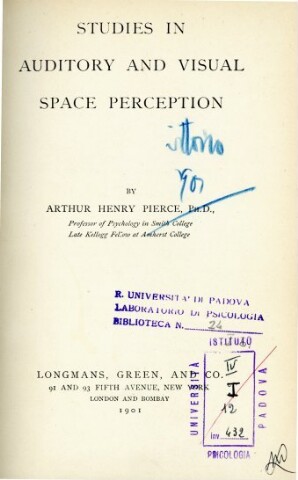 STUDIES IN
AUDITORY AND VISUAL
SPACE PERCEPTION
BY
ARTHUR HENRY PIERCE, PH.D.,
Professor of Psychology in Smith College
Late Kellogg Fellow at Amherst College
R. UNIVERSITA' DI PADOVA
LABORATORIO DI PSICOLOGIA
BIBLIOTECA N. 24
LONGMANS, GREEN, AND CO.
91 AND 93 FIFTH AVENUE, NEW YORK
LONDON AND BOMBAY
1901
ISTITUTO
UNIVERSITÀ
IV
I
12
inv. 432
PADOVA
PSICOLOGIA